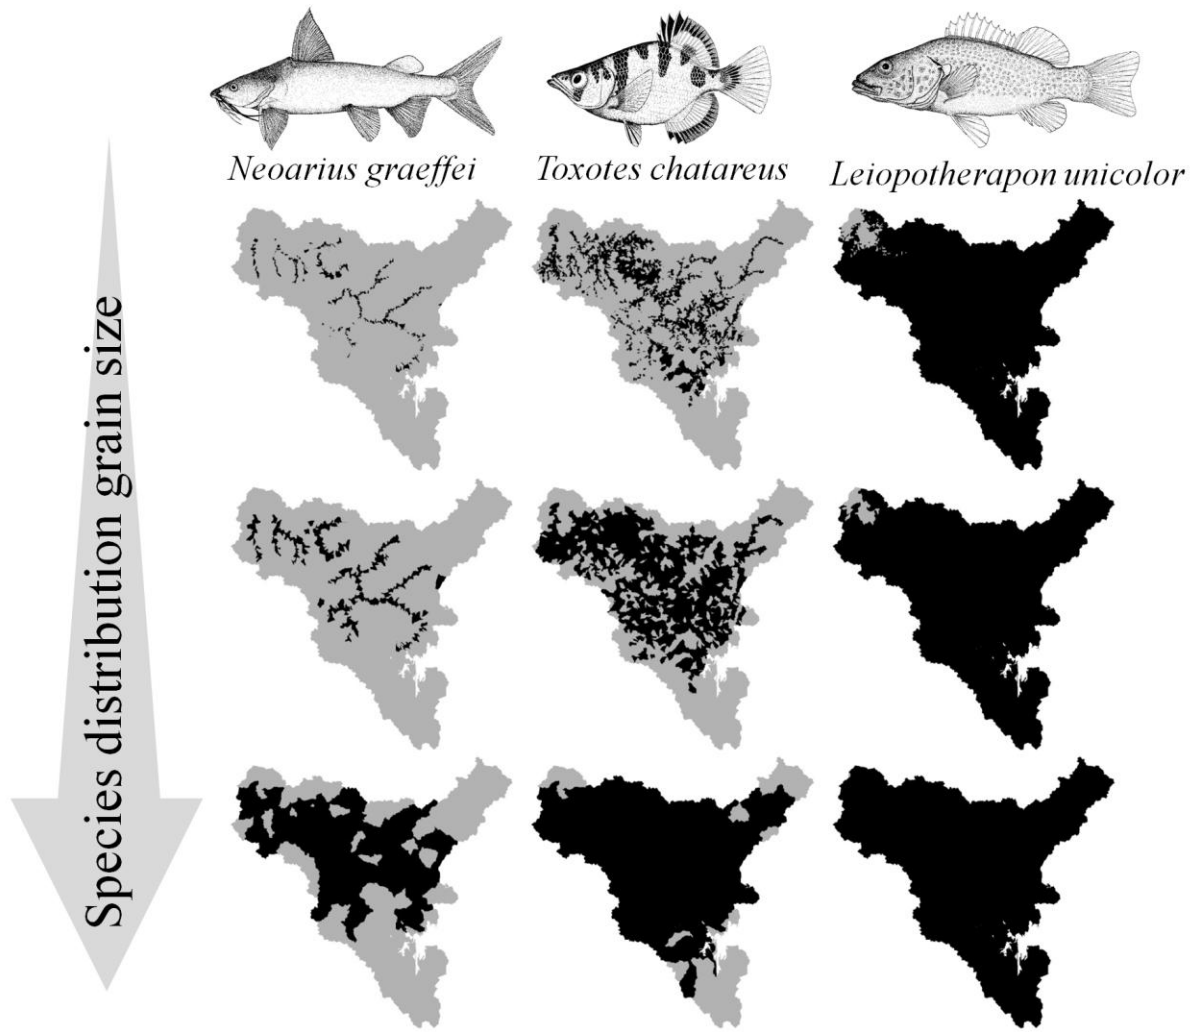 Neoarius graeffei
Toxotes chatareus
Leiopotherapon unicolor
Species distribution grain size